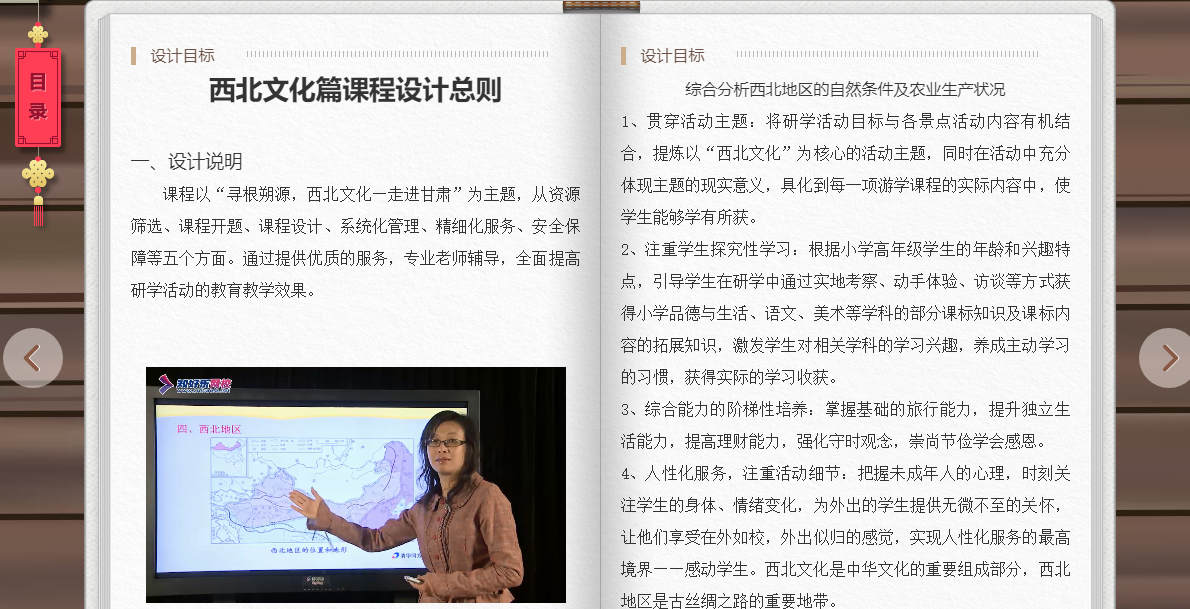 目
录
设计目标
西北文化篇课程设计总则
一、设计说明
课程以“寻根朔源，西北文化一走进甘肃”为主题，从资源
筛选、课程开题、课程设计、系统化管理、精细化服务、安全保
障等五个方面。通过提供优质的服务，专业老师辅导，全面提高
研学活动的教育教学效果。
四、西北地区
西北地区的位置和地形
设计目标
综合分析西北地区的自然条件及农业生产状况
1、贯穿活动主题：将研学活动目标与各景点活动内容有机结
合，提炼以“西北文化”为核心的活动主题，同时在活动中充分
体现主题的现实意义，具化到每一项游学课程的实际内容中，使
学生能够学有所获。
2、注重学生探究性学习：根据小学高年级学生的年龄和兴趣特
点，引导学生在研学中通过实地考察、动手体验、访谈等方式获
得小学品德与生活、语文、美术等学科的部分课标知识及课标内
容的拓展知识，激发学生对相关学科的学习兴趣，养成主动学习
的习惯，获得实际的学习收获。
3、综合能力的阶梯性培养：掌握基础的旅行能力，提升独立生
活能力，提高理财能力，强化守时观念，崇尚节俭学会感恩。
4、人性化服务，注重活动细节：把握未成年人的心理，时刻关
注学生的身体、情绪变化，为外出的学生提供无微不至的关怀，
让他们享受在外如校，外出似归的感觉，实现人性化服务的最高
境界一一感动学生。西北文化是中华文化的重要组成部分，西北
地区是古丝绸之路的重要地带。